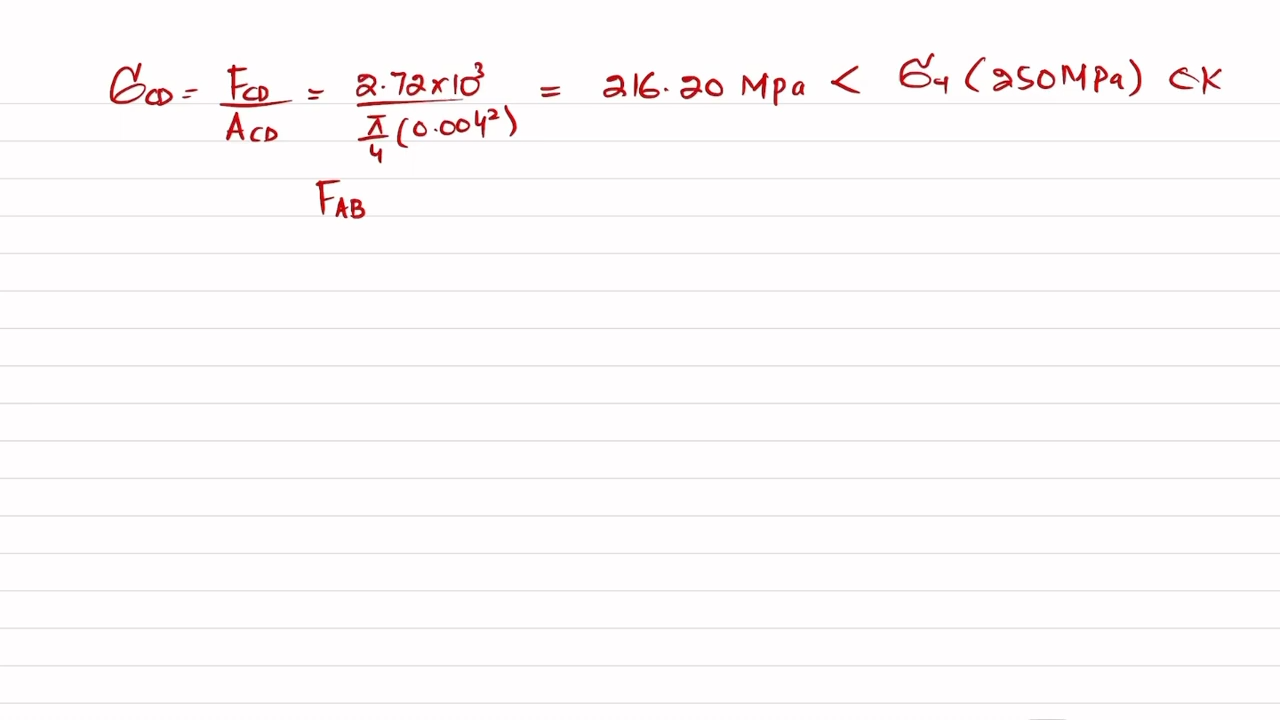 σCD = FCD / ACD = 2.72×10³ / π/4 (0.004²) = 216.20 MPa < σy (250MPa) OK
FAB